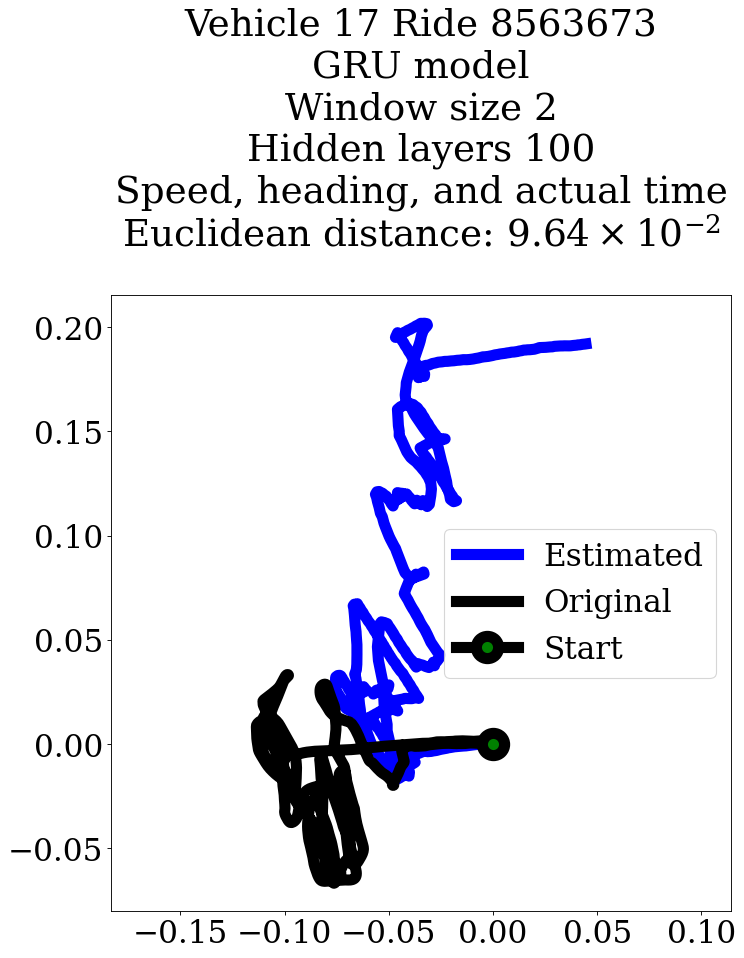 Vehicle 17 Ride 8563673
GRU model
Window size 2
Hidden layers 100
Speed, heading, and actual time
Euclidean distance: 9.64 × 10⁻²
0.20
0.15
0.10
0.05
0.00
−0.05
Estimated
Original
Start
−0.15 −0.10 −0.05 0.00 0.05 0.10